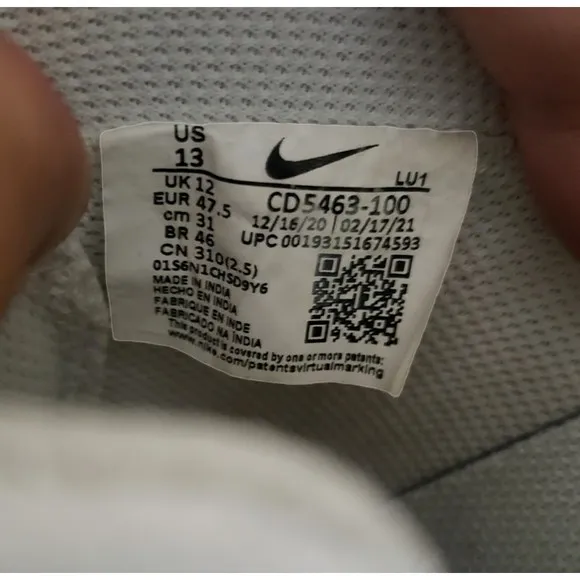 US
13
LU1
UK 12
EUR 47.5
cm 31
BR 46
CN 310(2.5)
01S6N1CHSD9Y6
CD5463-100
12/16/20 | 02/17/21
UPC 00193151674593
MADE IN INDIA
HECHO EN INDIA
FABRIQUE EN INDE
FABRICADO NA INDIA
This product is covered by one or more patents:
www.nike.com/patentsvirtualmarking